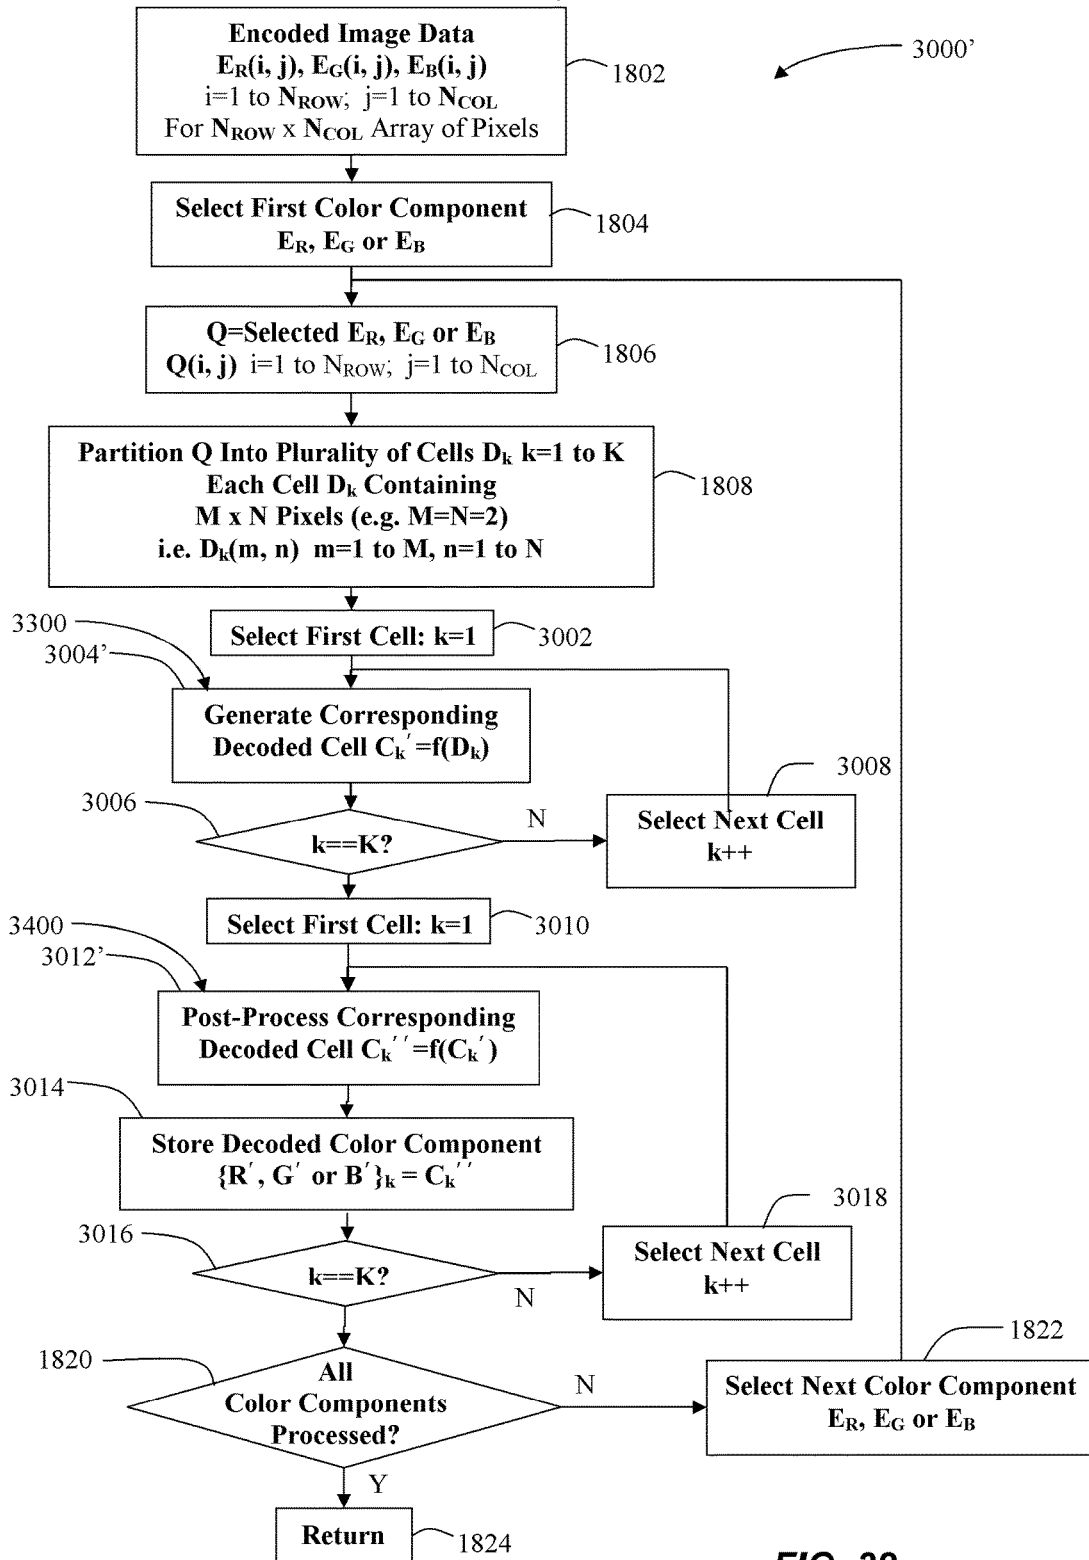 Encoded Image Data
E_R(i, j), E_G(i, j), E_B(i, j)
i=1 to N_ROW; j=1 to N_COL
For N_ROW x N_COL Array of Pixels
1802
3000’
Select First Color Component
E_R, E_G or E_B
1804
Q=Selected E_R, E_G or E_B
Q(i, j) i=1 to N_ROW; j=1 to N_COL
1806
Partition Q Into Plurality of Cells D_k k=1 to K
Each Cell D_k Containing
M x N Pixels (e.g. M=N=2)
i.e. D_k(m, n) m=1 to M, n=1 to N
1808
Select First Cell: k=1
3002
3300
3004’
Generate Corresponding
Decoded Cell C_k′=f(D_k)
3006
k==K?
N
3008
Select Next Cell
k++
Select First Cell: k=1
3010
3400
3012’
Post-Process Corresponding
Decoded Cell C_k′′=f(C_k′)
3014
Store Decoded Color Component
{R′, G′ or B′}_k = C_k′′
3016
k==K?
N
3018
Select Next Cell
k++
1820
All
Color Components
Processed?
N
Y
1822
Select Next Color Component
E_R, E_G or E_B
Return
1824